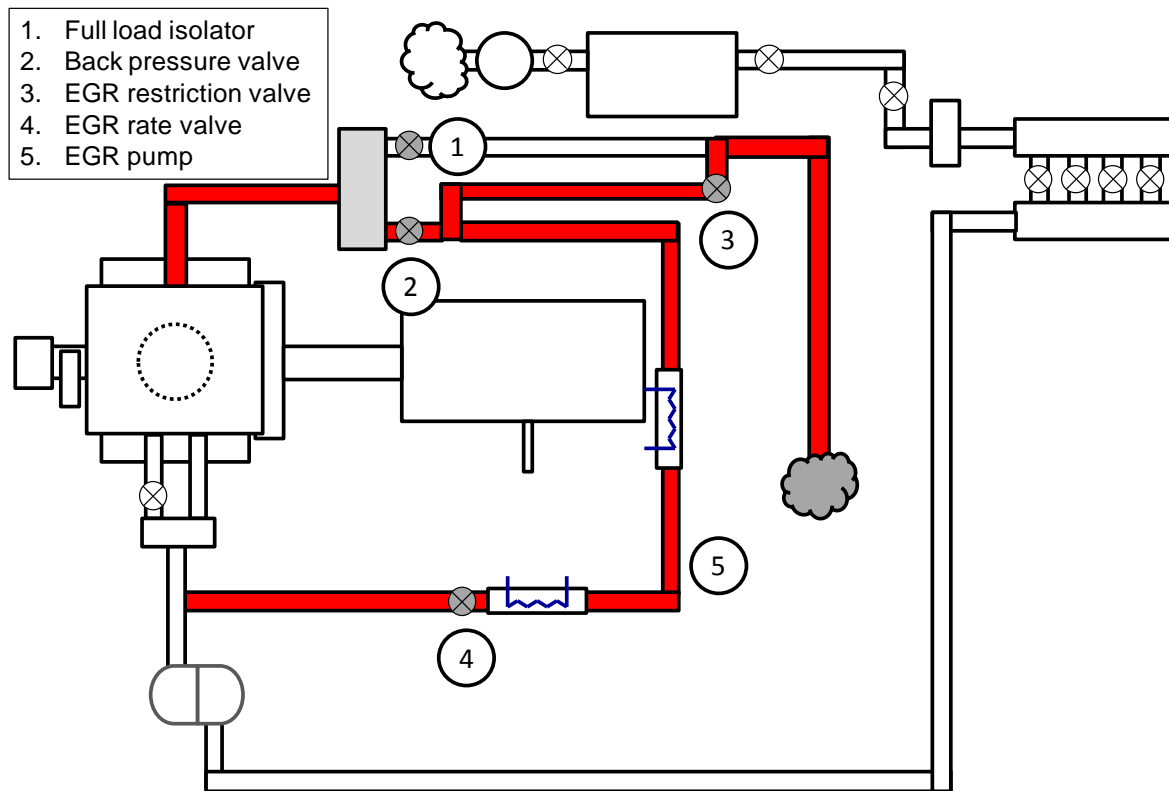 1. Full load isolator
2. Back pressure valve
3. EGR restriction valve
4. EGR rate valve
5. EGR pump
1
3
2
5
4